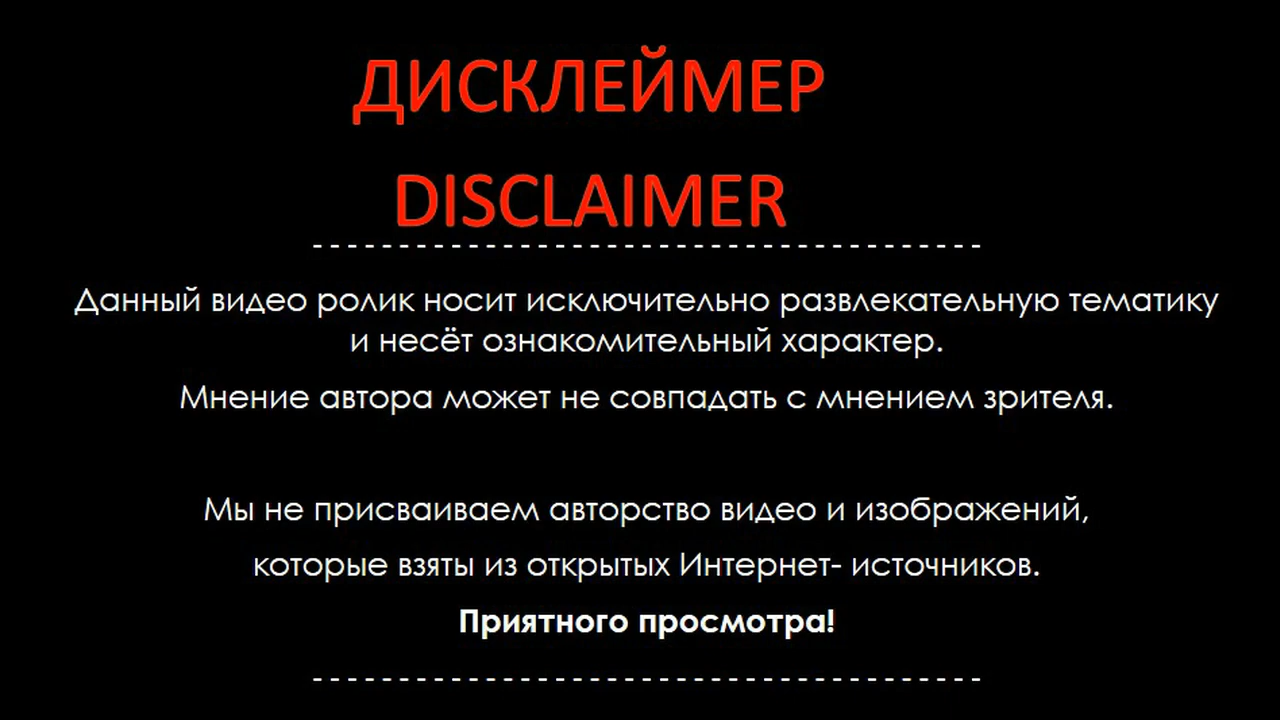 ДИСКЛЕЙМЕР
DISCLAIMER
---------------------------------------
Данный видео ролик носит исключительно развлекательную тематику
и несёт ознакомительный характер.
Мнение автора может не совпадать с мнением зрителя.
Мы не присваиваем авторство видео и изображений,
которые взяты из открытых Интернет- источников.
Приятного просмотра!
---------------------------------------